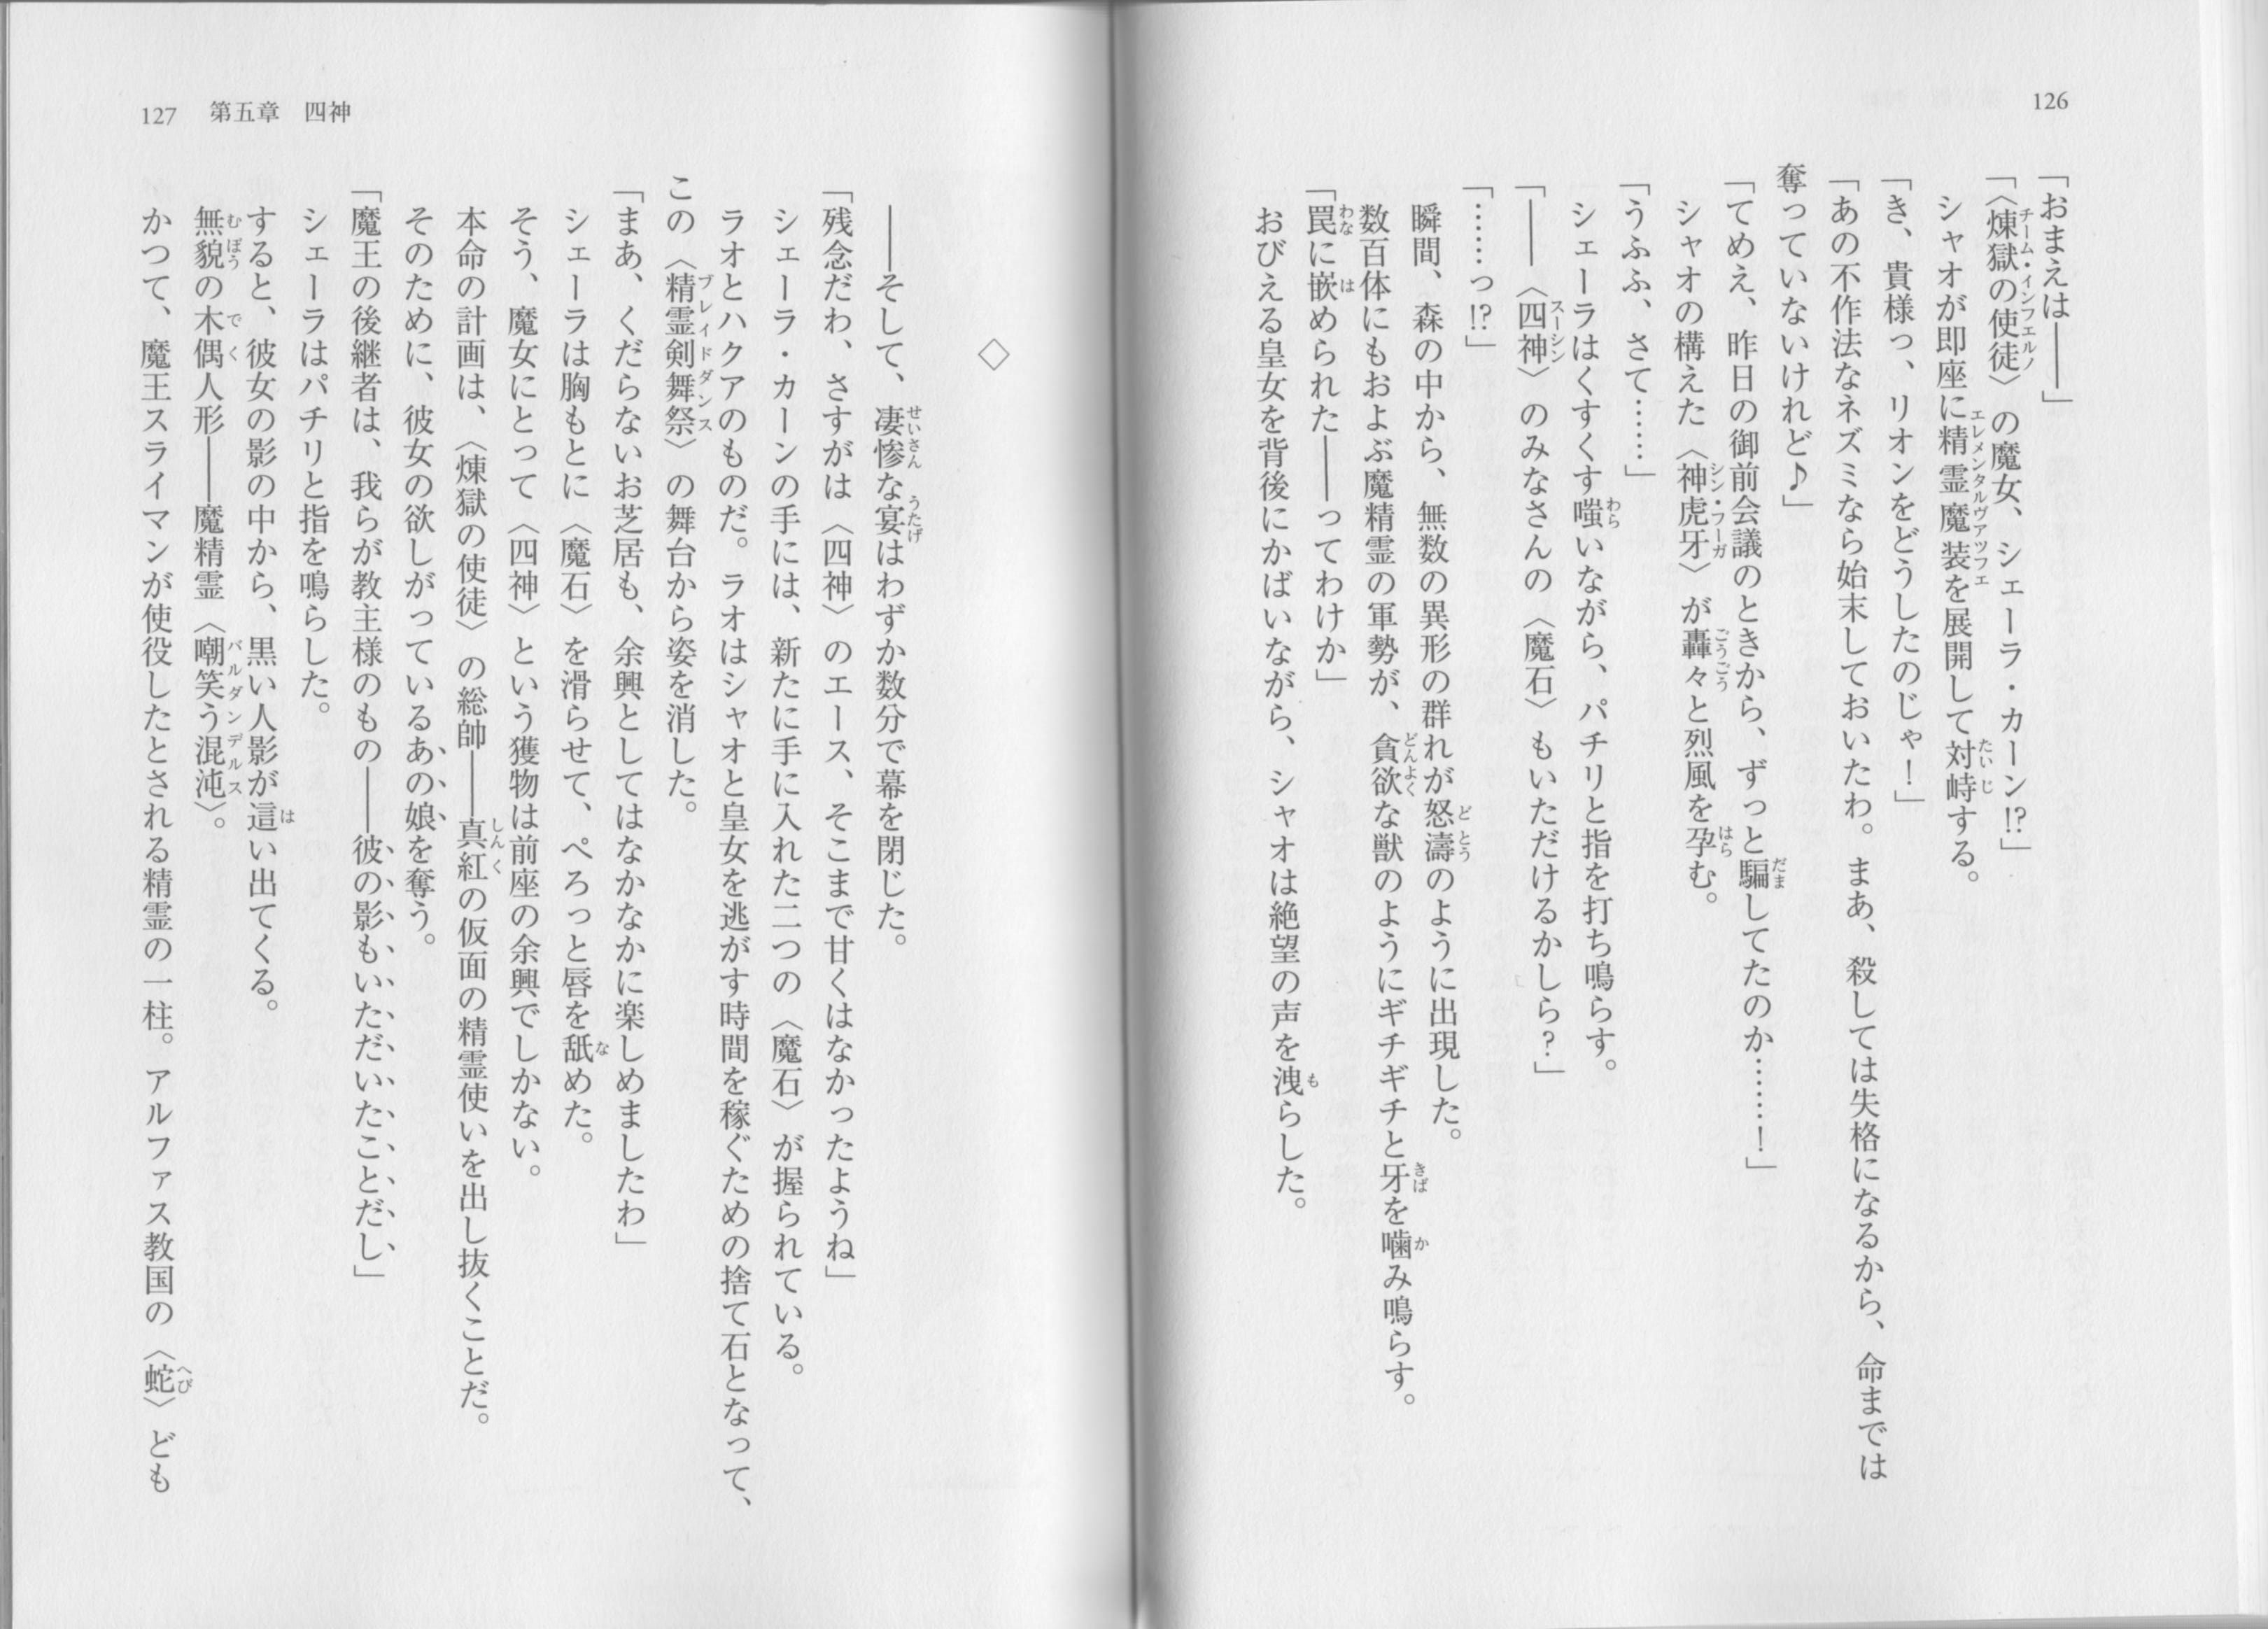 126
「おまえは――」
「〈煉獄の使徒〉の魔女、シェーラ・カーン!?」
シャオが即座に精霊魔装を展開して対峙する。
「き、貴様っ、リオンをどうしたのじゃ！」
「あの不作法なネズミなら始末しておいたわ。まあ、殺しては失格になるから、命までは
奪っていないけれど♪」
「てめえ、昨日の御前会議のときから、ずっと騙してたのか……！」
シャオの構えた〈神虎牙〉が轟々と烈風を孕む。
「うふふ、さて……」
シェーラはくすくす嗤いながら、パチリと指を打ち鳴らす。
「――〈四神〉のみなさんの〈魔石〉もいただけるかしら？」
「……っ!?」
瞬間、森の中から、無数の異形の群れが怒濤のように出現した。
数百体にもおよぶ魔精霊の軍勢が、貪欲な獣のようにギチギチと牙を噛み鳴らす。
「罠に嵌められた――ってわけか」
おびえる皇女を背後にかばいながら、シャオは絶望の声を洩らした。
◇
――そして、凄惨な宴はわずか数分で幕を閉じた。
「残念だわ、さすがは〈四神〉のエース、そこまで甘くはなかったようね」
シェーラ・カーンの手には、新たに手に入れた二つの〈魔石〉が握られている。
ラオとハクアのものだ。ラオはシャオと皇女を逃がす時間を稼ぐための捨て石となって、
この〈精霊剣舞祭〉の舞台から姿を消した。
「まあ、くだらないお芝居も、余興としてはなかなかに楽しめましたわ」
シェーラは胸もとに〈魔石〉を滑らせて、ぺろっと唇を舐めた。
そう、魔女にとって〈四神〉という獲物は前座の余興でしかない。
本命の計画は、〈煉獄の使徒〉の総帥――真紅の仮面の精霊使いを出し抜くことだ。
そのために、彼女の欲しがっているあの娘を奪う。
「魔王の後継者は、我らが教主様のもの――彼の影もいただいたことだし」
シェーラはパチリと指を鳴らした。
すると、彼女の影の中から、黒い人影が這い出てくる。
無貌の木偶人形――魔精霊〈嘲笑う混沌〉。
かつて、魔王スライマンが使役したとされる精霊の一柱。アルファス教国の〈蛇〉ども
127　第五章　四神